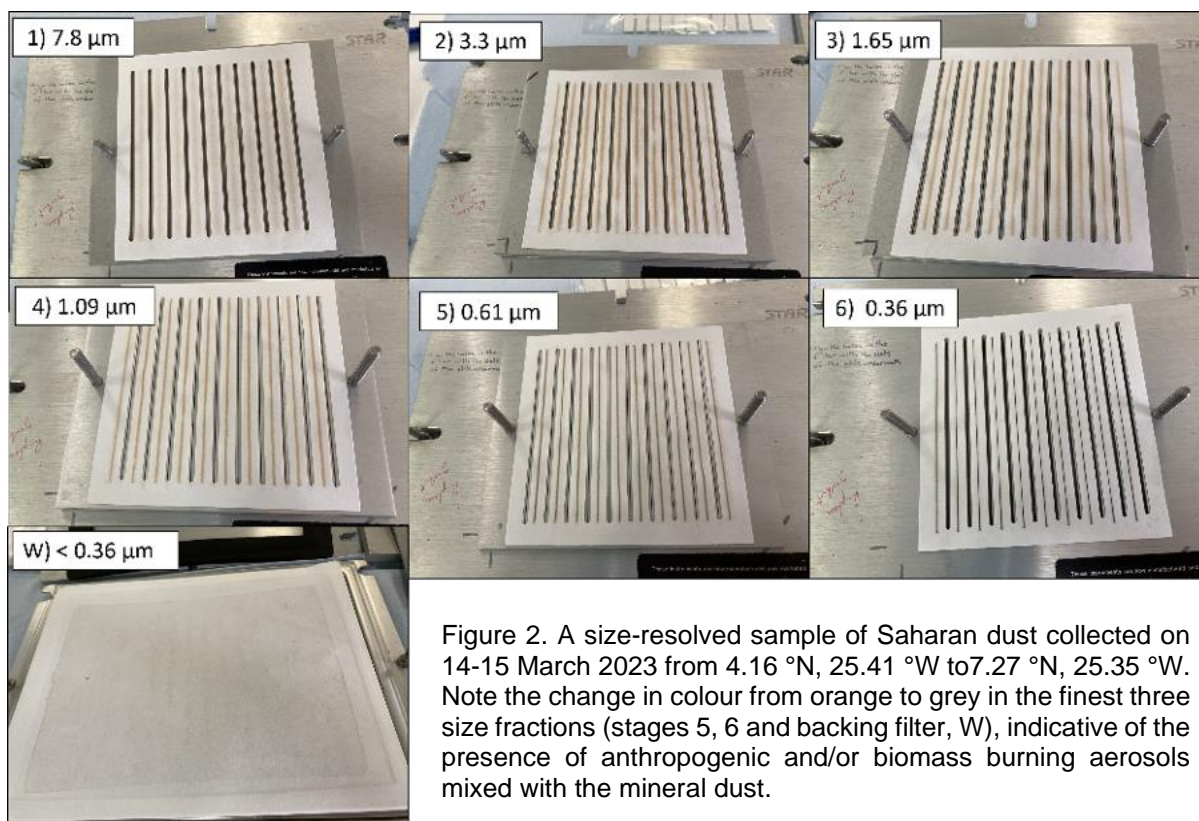 1) 7.8 µm
STAR
2) 3.3 µm
STAR
3) 1.65 µm
STAR
4) 1.09 µm
STAR
5) 0.61 µm
STAR
6) 0.36 µm
ST
W) < 0.36 µm
Figure 2. A size-resolved sample of Saharan dust collected on
14-15 March 2023 from 4.16 °N, 25.41 °W to7.27 °N, 25.35 °W.
Note the change in colour from orange to grey in the finest three
size fractions (stages 5, 6 and backing filter, W), indicative of the
presence of anthropogenic and/or biomass burning aerosols
mixed with the mineral dust.